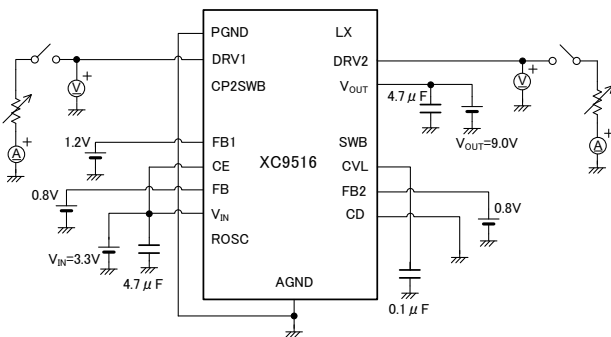 PGND
LX
DRV1
DRV2
+
V
CP2SWB
VOUT
+
V
4.7μF
A
+
1.2V
FB1
SWB
VOUT=9.0V
A
+
CE
XC9516
CVL
0.8V
FB
FB2
VIN
CD
0.8V
ROSC
VIN=3.3V
4.7μF
AGND
0.1μF